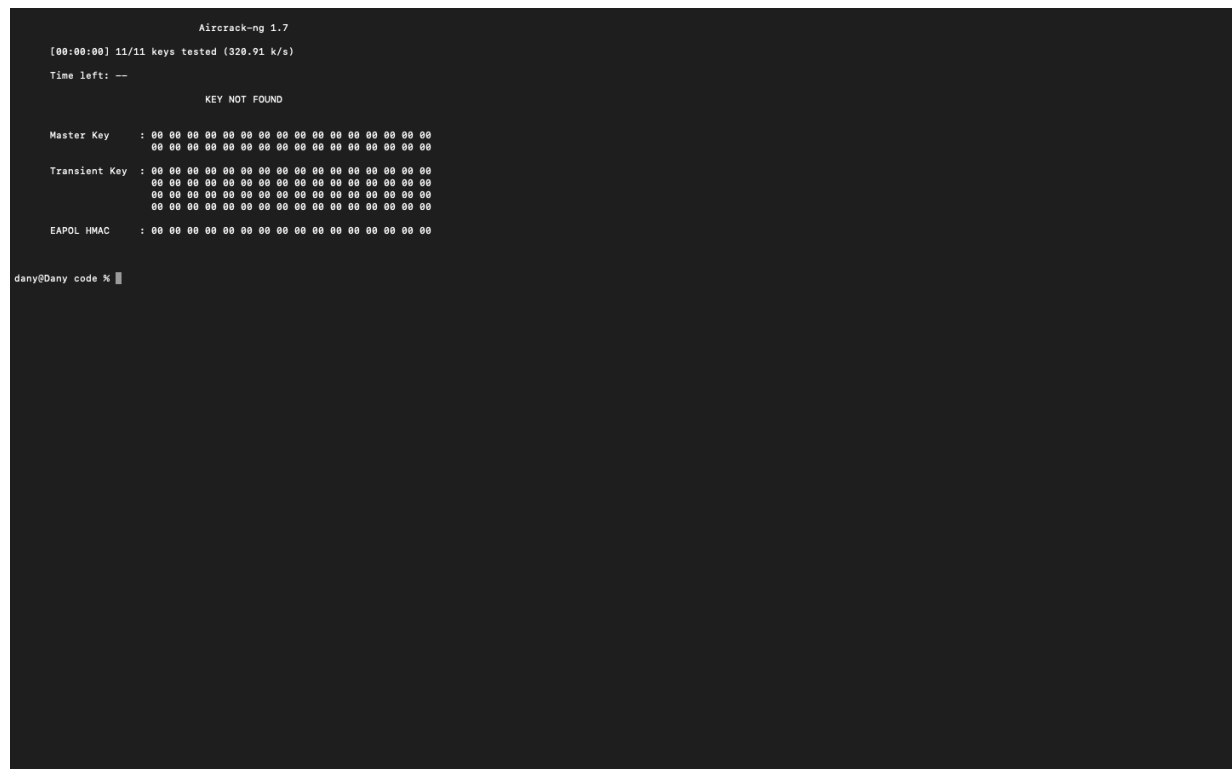 Aircrack-ng 1.7
[00:00:00] 11/11 keys tested (320.91 k/s)
Time left: --
KEY NOT FOUND
Master Key : 00 00 00 00 00 00 00 00 00 00 00 00 00 00 00 00
00 00 00 00 00 00 00 00 00 00 00 00 00 00 00 00
Transient Key : 00 00 00 00 00 00 00 00 00 00 00 00 00 00 00 00
00 00 00 00 00 00 00 00 00 00 00 00 00 00 00 00
00 00 00 00 00 00 00 00 00 00 00 00 00 00 00 00
00 00 00 00 00 00 00 00 00 00 00 00 00 00 00 00
EAPOL HMAC : 00 00 00 00 00 00 00 00 00 00 00 00 00 00 00 00
dany@Dany code %